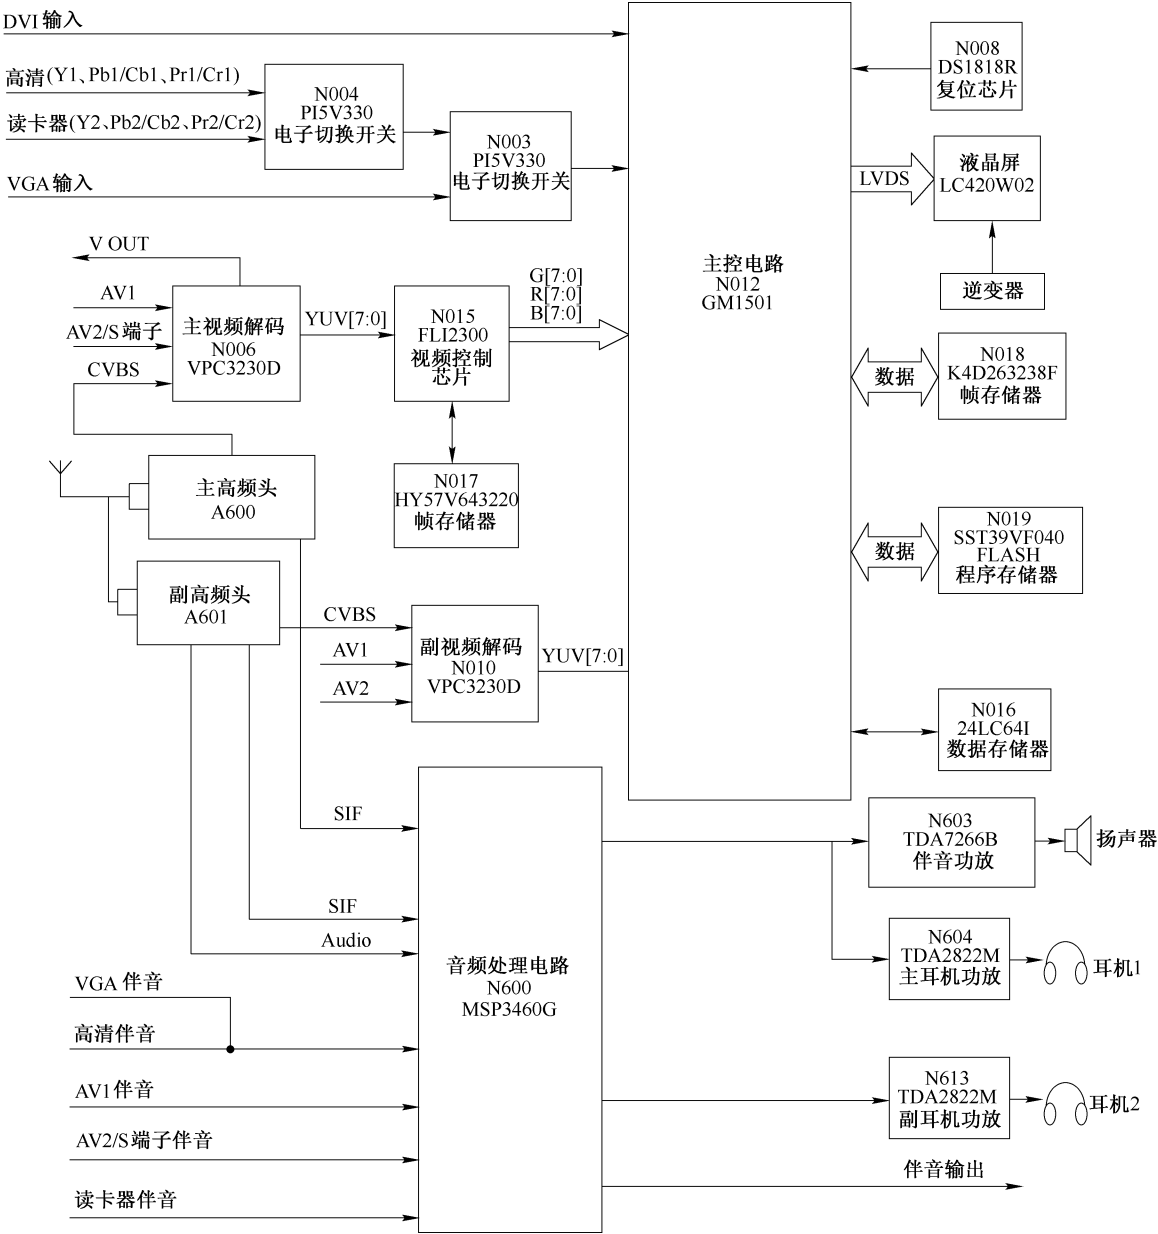 DVI 输入
高清(Y1、Pb1/Cb1、Pr1/Cr1)
读卡器(Y2、Pb2/Cb2、Pr2/Cr2)
VGA 输入
N004
PI5V330
电子切换开关
N003
PI5V330
电子切换开关
主控电路
N012
GM1501
N008
DS1818R
复位芯片
LVDS
液晶屏
LC420W02
逆变器
V OUT
AV1
AV2/S 端子
CVBS
主视频解码
N006
VPC3230D
YUV[7:0]
N015
FLI2300
视频控制
芯片
G[7:0]
R[7:0]
B[7:0]
数据
N018
K4D263238F
帧存储器
N017
HY57V643220
帧存储器
主高频头
A600
副高频头
A601
数据
N019
SST39VF040
FLASH
程序存储器
CVBS
AV1
AV2
副视频解码
N010
VPC3230D
YUV[7:0]
N016
24LC64I
数据存储器
SIF
SIF
Audio
VGA 伴音
高清伴音
AV1 伴音
AV2/S端子伴音
读卡器伴音
音频处理电路
N600
MSP3460G
N603
TDA7266B
伴音功放
扬声器
N604
TDA2822M
主耳机功放
耳机1
N613
TDA2822M
副耳机功放
耳机2
伴音输出